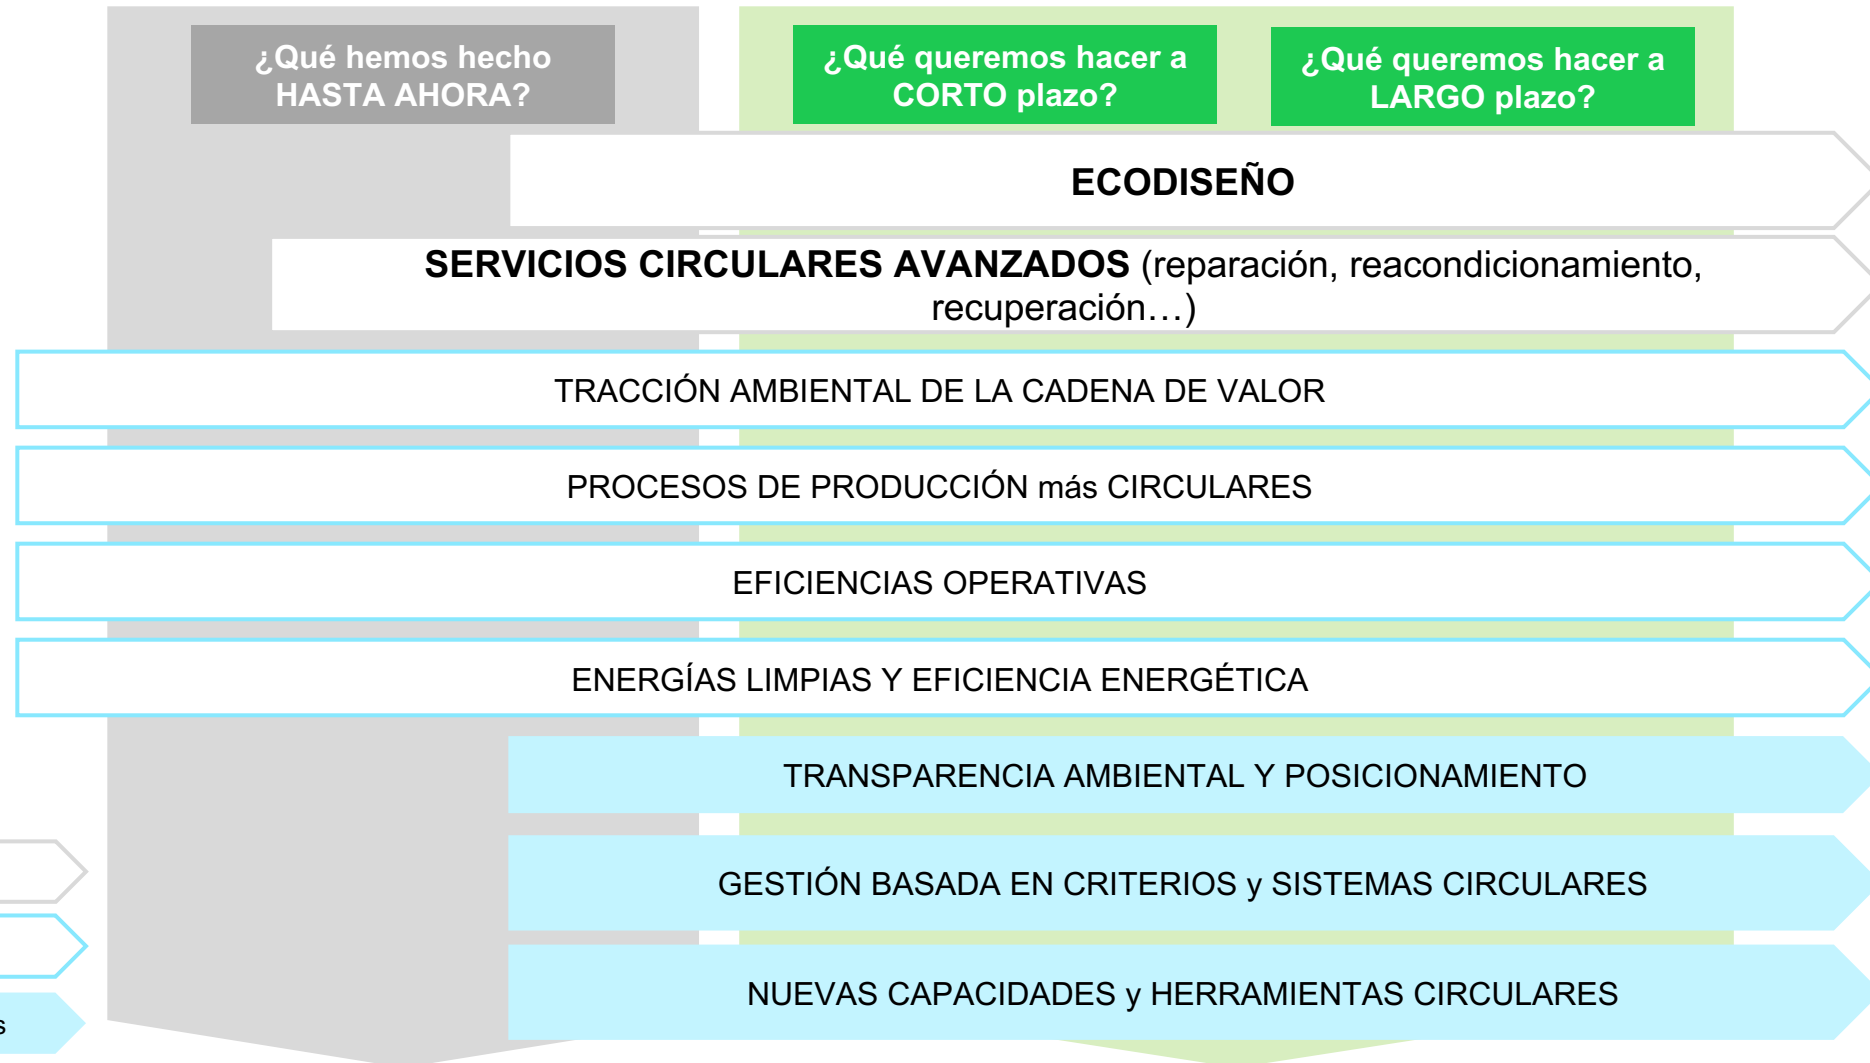 ¿Qué hemos hecho
HASTA AHORA?
¿Qué queremos hacer a
CORTO plazo?
¿Qué queremos hacer a
LARGO plazo?
ECODISEÑO
SERVICIOS CIRCULARES AVANZADOS (reparación, reacondicionamiento,
recuperación…)
TRACCIÓN AMBIENTAL DE LA CADENA DE VALOR
PROCESOS DE PRODUCCIÓN más CIRCULARES
EFICIENCIAS OPERATIVAS
ENERGÍAS LIMPIAS Y EFICIENCIA ENERGÉTICA
TRANSPARENCIA AMBIENTAL Y POSICIONAMIENTO
GESTIÓN BASADA EN CRITERIOS y SISTEMAS CIRCULARES
NUEVAS CAPACIDADES y HERRAMIENTAS CIRCULARES